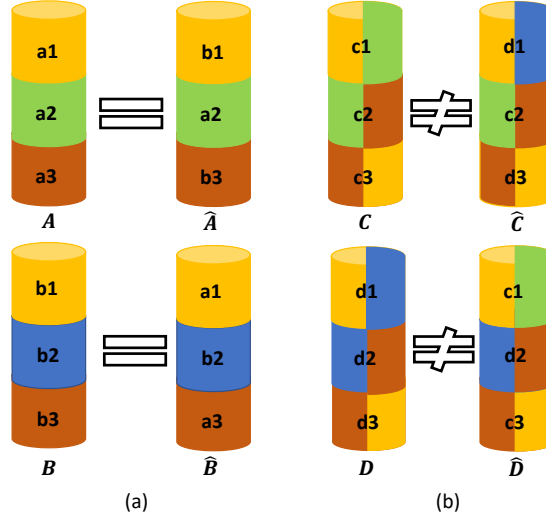 a1 b1 c1 d1
a2 = a2 c2 ≠ c2
a3 b3 c3 d3
A Â C Ĉ
b1 a1 d1 c1
b2 = b2 d2 ≠ d2
b3 a3 d3 c3
B B̂ D D̂
(a) (b)